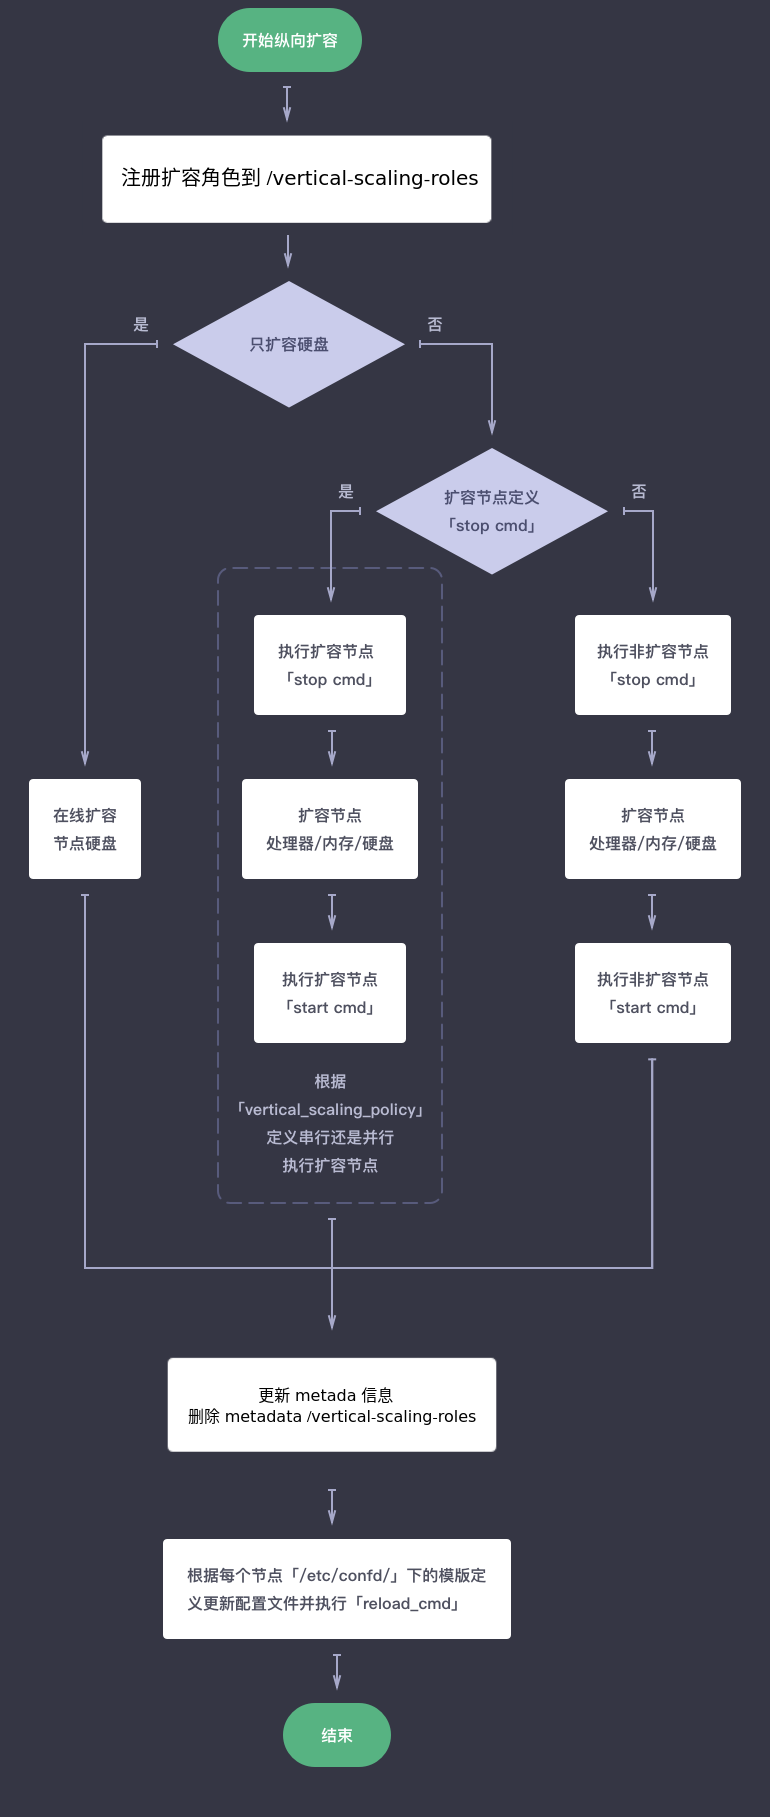 开始纵向扩容
注册扩容角色到 /vertical-scaling-roles
是
否
只扩容硬盘
是
否
扩容节点定义
「stop cmd」
执行扩容节点
「stop cmd」
执行非扩容节点
「stop cmd」
在线扩容
节点硬盘
扩容节点
处理器/内存/硬盘
扩容节点
处理器/内存/硬盘
执行扩容节点
「start cmd」
执行非扩容节点
「start cmd」
根据
「vertical_scaling_policy」
定义串行还是并行
执行扩容节点
更新 metada 信息
删除 metadata /vertical-scaling-roles
根据每个节点「/etc/confd/」下的模版定
义更新配置文件并执行「reload_cmd」
结束